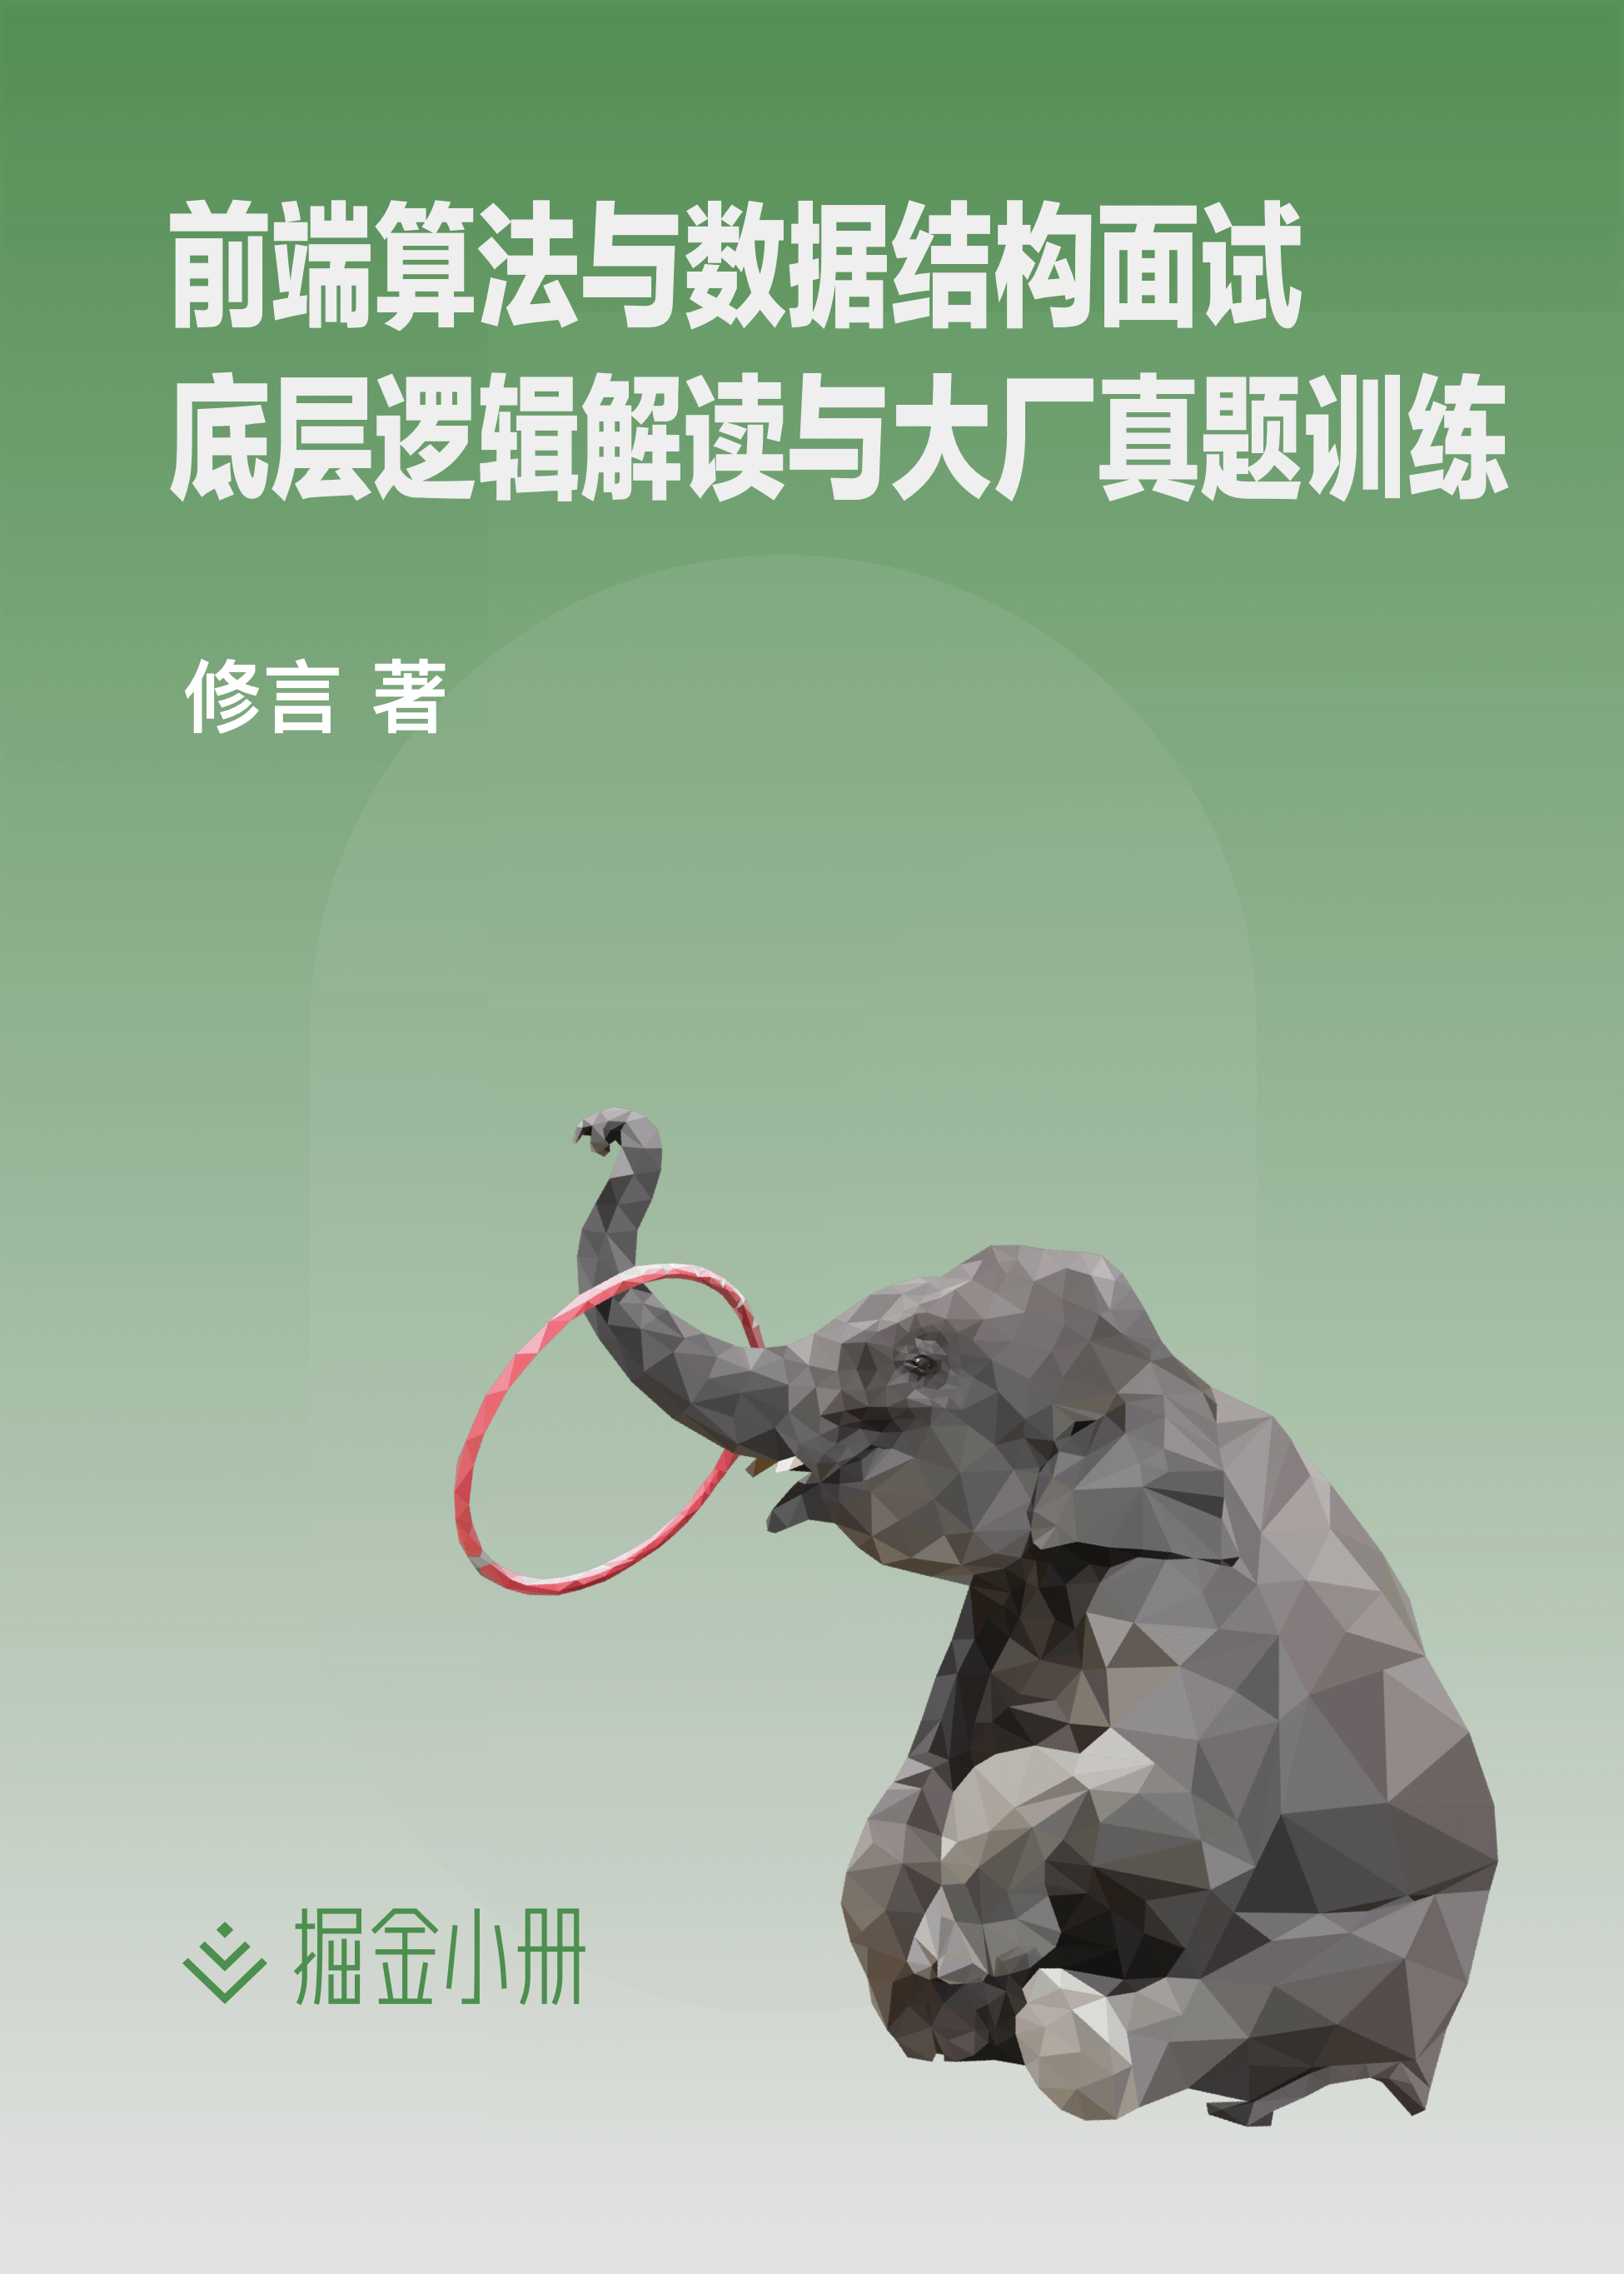 前端算法与数据结构面试
底层逻辑解读与大厂真题训练
修言 著
掘金小册